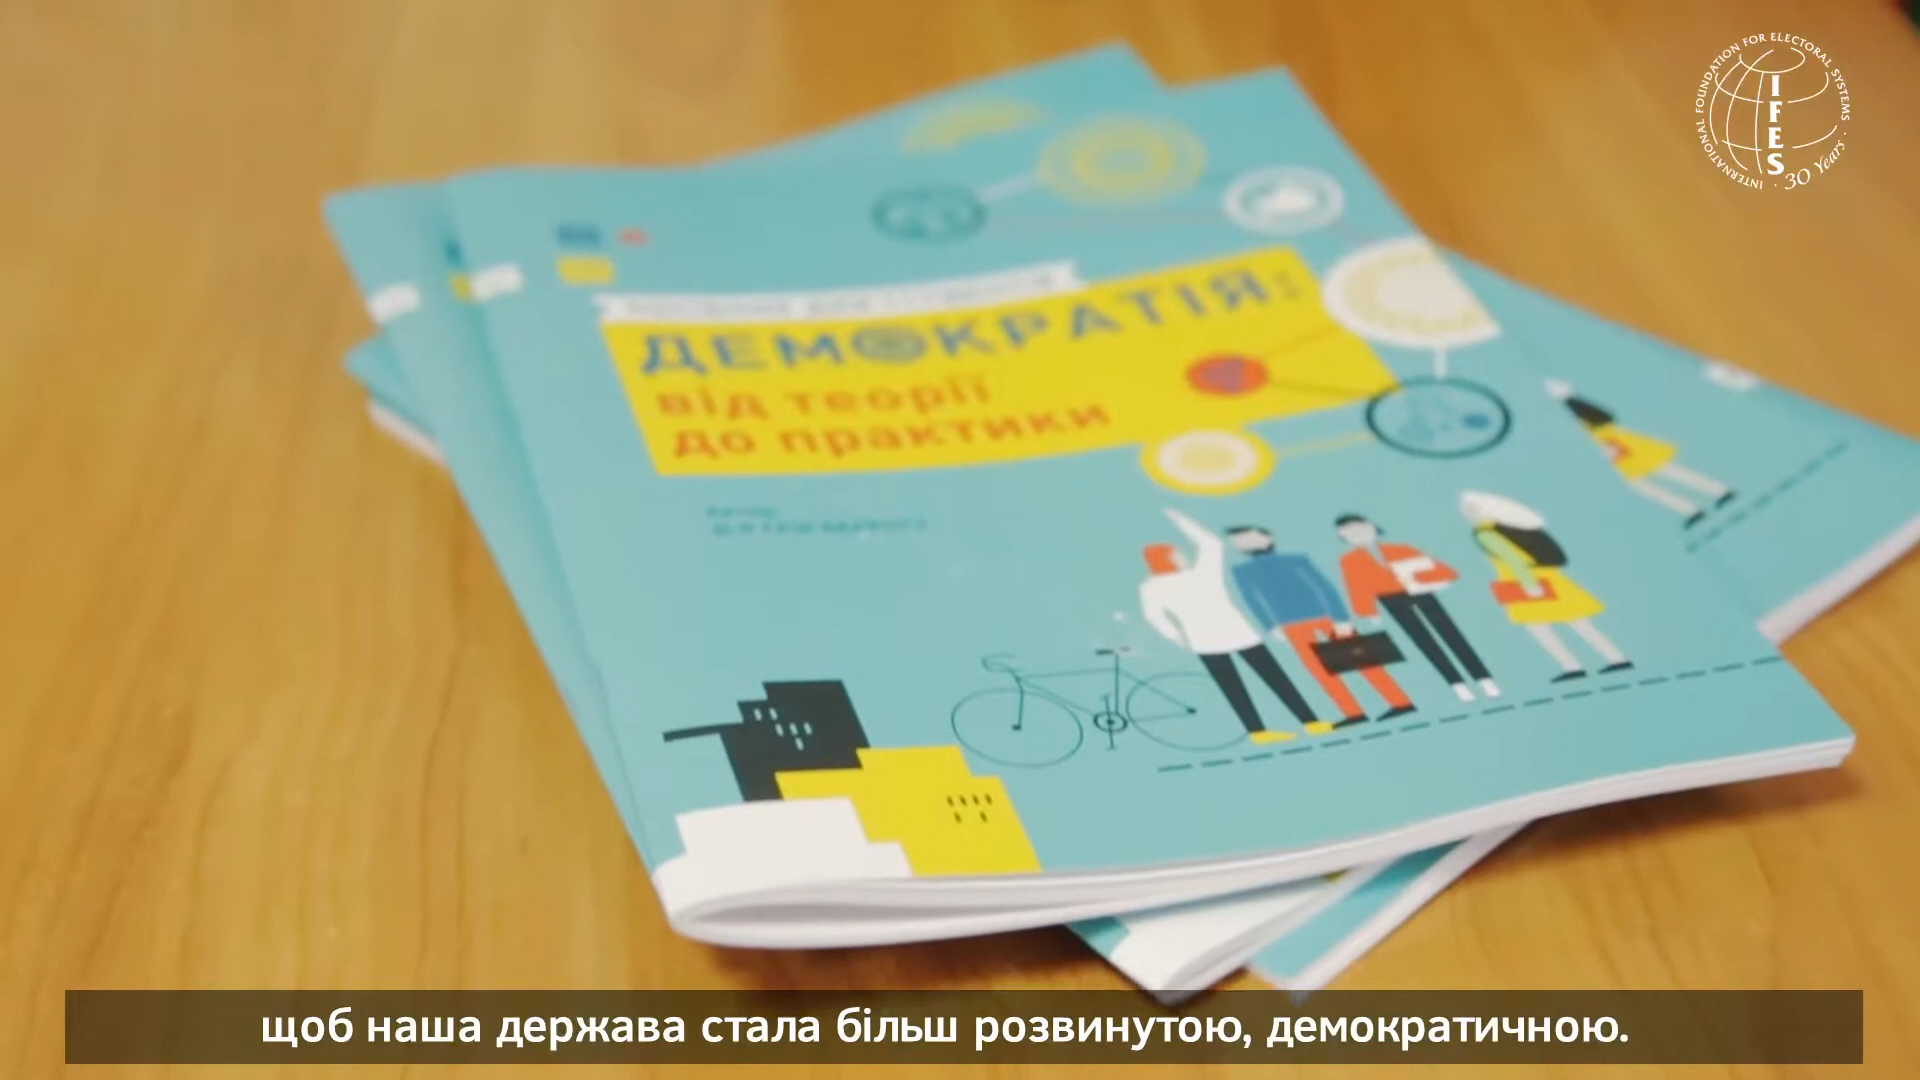 INTERNATIONAL FOUNDATION FOR ELECTORAL SYSTEMS · 30 Years ·
IFES
ДЕМОКРАТІЯ:
від теорії
до практики
щоб наша держава стала більш розвинутою, демократичною.